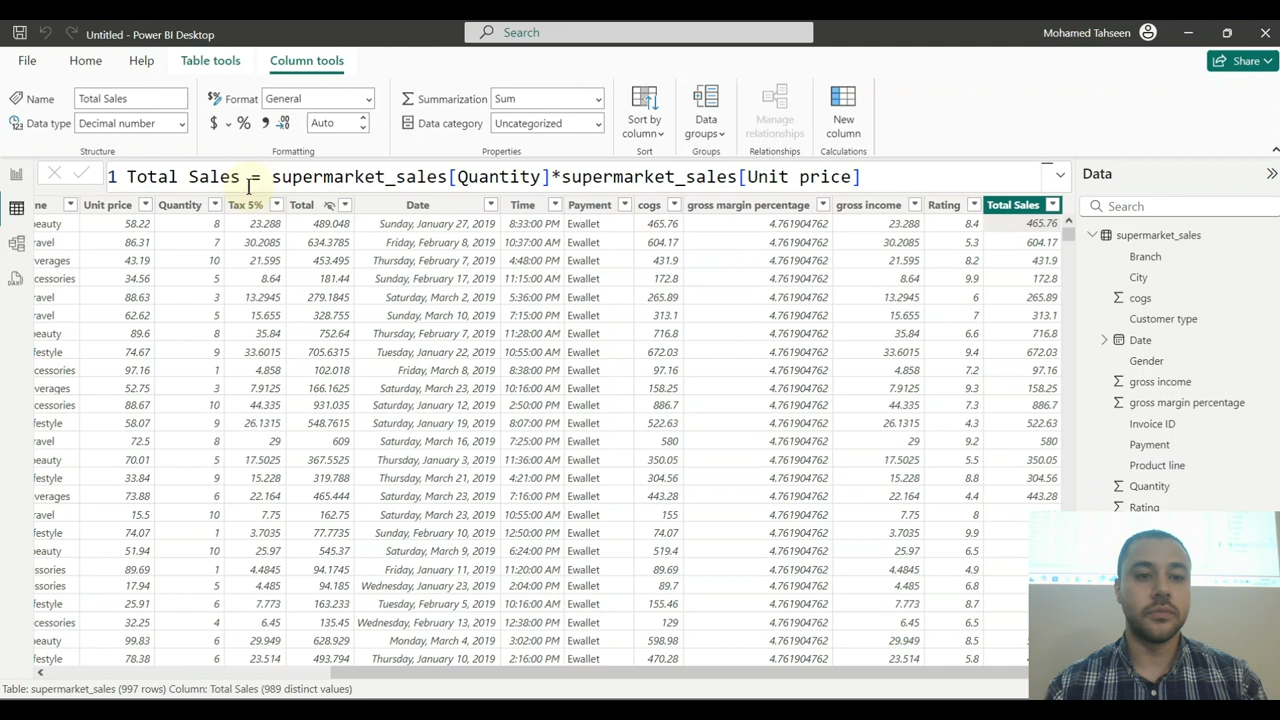 Untitled - Power BI Desktop
Search
Mohamed Tahseen
File Home Help Table tools Column tools
Share
Name Total Sales
Data type Decimal number
Structure
Format General
$ % 9 .00 Auto
Formatting
Summarization Sum
Data category Uncategorized
Properties
Sort by column
Sort
Data groups
Groups
Manage relationships
Relationships
New column
Calculations
1 Total Sales = supermarket_sales[Quantity]*supermarket_sales[Unit price]
ne Unit price Quantity Tax 5% Total Date Time Payment cogs gross margin percentage gross income Rating Total Sales
eauty 58.22 8 23.288 489.048 Sunday, January 27, 2019 8:33:00 PM Ewallet 465.76 4.761904762 23.288 8.4 465.76
ravel 86.31 7 30.2085 634.3785 Friday, February 8, 2019 10:37:00 AM Ewallet 604.17 4.761904762 30.2085 5.3 604.17
verages 43.19 10 21.595 453.495 Thursday, February 7, 2019 4:48:00 PM Ewallet 431.9 4.761904762 21.595 8.2 431.9
cessories 34.56 5 8.64 181.44 Sunday, February 17, 2019 11:15:00 AM Ewallet 172.8 4.761904762 8.64 9.9 172.8
ravel 88.63 3 13.2945 279.1845 Saturday, March 2, 2019 5:36:00 PM Ewallet 265.89 4.761904762 13.2945 6 265.89
ravel 62.62 5 15.655 328.755 Sunday, March 10, 2019 7:15:00 PM Ewallet 313.1 4.761904762 15.655 7 313.1
eauty 89.6 8 35.84 752.64 Thursday, February 7, 2019 11:28:00 AM Ewallet 716.8 4.761904762 35.84 6.6 716.8
festyle 74.67 9 33.6015 705.6315 Tuesday, January 22, 2019 10:55:00 AM Ewallet 672.03 4.761904762 33.6015 9.4 672.03
cessories 97.16 1 4.858 102.018 Friday, March 8, 2019 8:38:00 PM Ewallet 97.16 4.761904762 4.858 7.2 97.16
verages 52.75 3 7.9125 166.1625 Saturday, March 23, 2019 10:16:00 AM Ewallet 158.25 4.761904762 7.9125 9.3 158.25
cessories 88.67 10 44.335 931.035 Saturday, January 12, 2019 2:50:00 PM Ewallet 886.7 4.761904762 44.335 7.3 886.7
festyle 58.07 9 26.1315 548.7615 Saturday, January 19, 2019 8:07:00 PM Ewallet 522.63 4.761904762 26.1315 4.3 522.63
ravel 72.5 8 29 609 Saturday, March 16, 2019 7:25:00 PM Ewallet 580 4.761904762 29 9.2 580
eauty 70.01 5 17.5025 367.5525 Thursday, January 3, 2019 11:36:00 AM Ewallet 350.05 4.761904762 17.5025 5.5 350.05
festyle 33.84 9 15.228 319.788 Thursday, March 21, 2019 4:21:00 PM Ewallet 304.56 4.761904762 15.228 8.8 304.56
verages 73.88 6 22.164 465.444 Saturday, March 23, 2019 7:16:00 PM Ewallet 443.28 4.761904762 22.164 4.4 443.28
ravel 15.5 10 7.75 162.75 Saturday, March 23, 2019 10:55:00 AM Ewallet 155 4.761904762 7.75 8
festyle 74.07 1 3.7035 77.7735 Sunday, February 10, 2019 12:50:00 PM Ewallet 74.07 4.761904762 3.7035 9.9
eauty 51.94 10 25.97 545.37 Saturday, March 9, 2019 6:24:00 PM Ewallet 519.4 4.761904762 25.97 6.5
ssories 89.69 1 4.4845 94.1745 Friday, January 11, 2019 11:20:00 AM Ewallet 89.69 4.761904762 4.4845 4.9
ssories 17.94 5 4.485 94.185 Wednesday, January 23, 2019 2:04:00 PM Ewallet 89.7 4.761904762 4.485 6.8
festyle 25.91 6 7.773 163.233 Tuesday, February 5, 2019 10:16:00 AM Ewallet 155.46 4.761904762 7.773 8.7
cessories 32.25 4 6.45 135.45 Wednesday, February 13, 2019 12:38:00 PM Ewallet 129 4.761904762 6.45 6.5
eauty 99.83 6 29.949 628.929 Monday, March 4, 2019 3:02:00 PM Ewallet 598.98 4.761904762 29.949 8.5
festyle 78.38 6 23.514 493.794 Thursday, January 10, 2019 2:16:00 PM Ewallet 470.28 4.761904762 23.514 5.8
Table: supermarket_sales (997 rows) Column: Total Sales (989 distinct values)
Data
Search
supermarket_sales
Branch
City
cogs
Customer type
Date
Gender
gross income
gross margin percentage
Invoice ID
Payment
Product line
Quantity
Rating